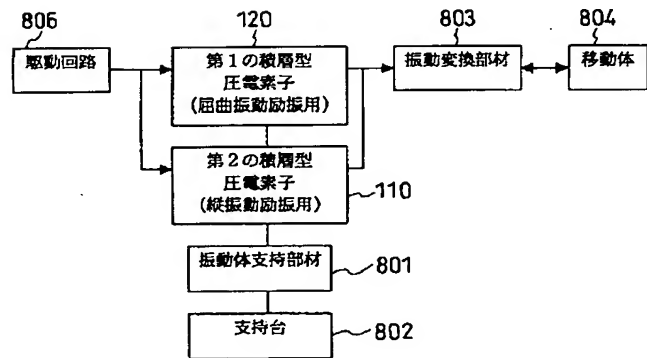 806
120
803
804
駆動回路
第1の積層型
圧電素子
(屈曲振動励振用)
振動変換部材
移動体
第2の積層型
圧電素子
(縦振動励振用)
110
振動体支持部材
801
支持台
802